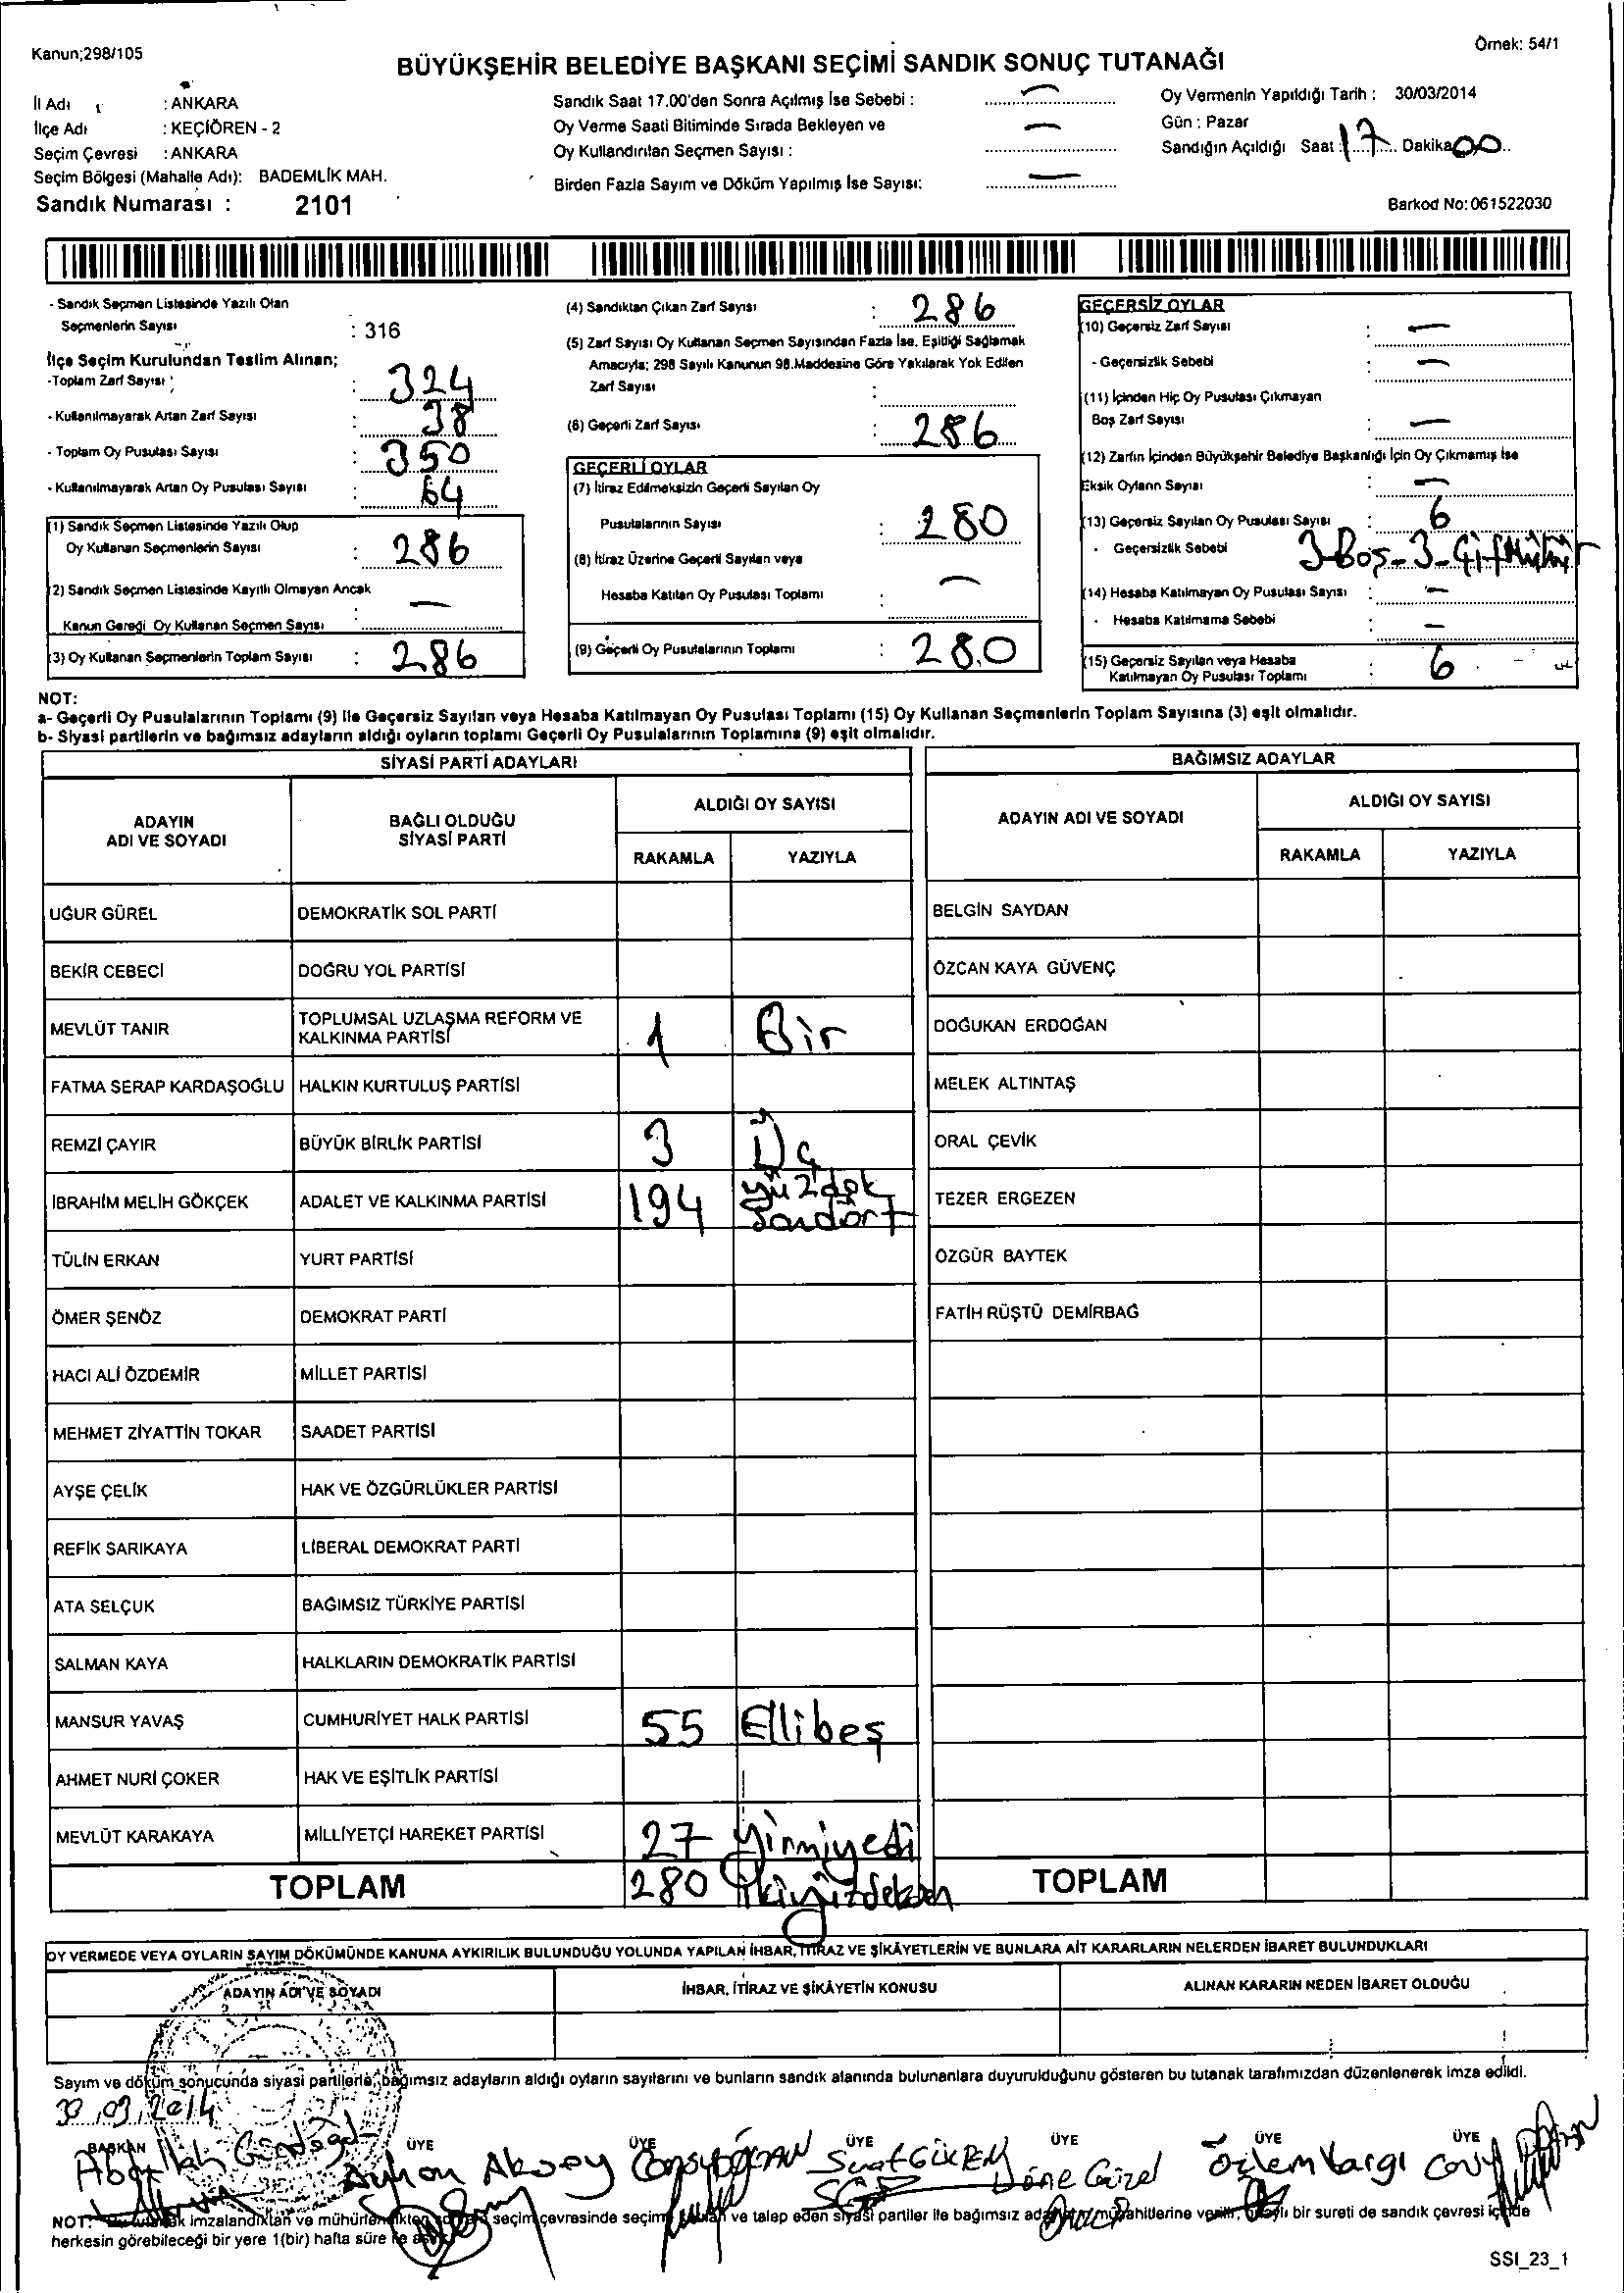 Kanun;298/105
Örnek: 54/1
BÜYÜKŞEHİR BELEDİYE BAŞKANI SEÇİMİ SANDIK SONUÇ TUTANAĞI
İl Adı : ANKARA
İlçe Adı : KEÇİÖREN - 2
Seçim Çevresi : ANKARA
Seçim Bölgesi (Mahalle Adı): BADEMLİK MAH.
Sandık Numarası : 2101
Sandık Saat 17.00'den Sonra Açılmış İse Sebebi : —
Oy Verme Saati Bitiminde Sırada Bekleyen ve
Oy Kullandırılan Seçmen Sayısı : —
Birden Fazla Sayım ve Döküm Yapılmış İse Sayısı: —
Oy Vermenin Yapıldığı Tarih : 30/03/2014
Gün : Pazar
Sandığın Açıldığı Saat : 17 Dakika 00
Barkod No: 061522030
- Sandık Seçmen Listesinde Yazılı Olan
Seçmenlerin Sayısı : 316
İlçe Seçim Kurulundan Teslim Alınan;
- Toplam Zarf Sayısı : 324
- Kullanılmayarak Artan Zarf Sayısı : 38
- Toplam Oy Pusulası Sayısı : 350
- Kullanılmayarak Artan Oy Pusulası Sayısı : 64
(1) Sandık Seçmen Listesinde Yazılı Olup
Oy Kullanan Seçmenlerin Sayısı : 286
(2) Sandık Seçmen Listesinde Kayıtlı Olmayan Ancak
Kanun Gereği Oy Kullanan Seçmen Sayısı : —
(3) Oy Kullanan Seçmenlerin Toplam Sayısı : 286
(4) Sandıktan Çıkan Zarf Sayısı : 286
(5) Zarf Sayısı Oy Kullanan Seçmen Sayısından Fazla İse, Eşitliği Sağlamak
Amacıyla; 298 Sayılı Kanunun 98.Maddesine Göre Yakılarak Yok Edilen
Zarf Sayısı :
(6) Geçerli Zarf Sayısı : 286
GEÇERLİ OYLAR
(7) İtiraz Edilmeksizin Geçerli Sayılan Oy
Pusulalarının Sayısı : 280
(8) İtiraz Üzerine Geçerli Sayılan veya
Hesaba Katılan Oy Pusulası Toplamı : —
(9) Geçerli Oy Pusulalarının Toplamı : 280
GEÇERSİZ OYLAR
(10) Geçersiz Zarf Sayısı : —
- Geçersizlik Sebebi : —
(11) İçinden Hiç Oy Pusulası Çıkmayan
Boş Zarf Sayısı : —
(12) Zarfın İçinden Büyükşehir Belediye Başkanlığı İçin Oy Çıkmamış İse
Eksik Oyların Sayısı : —
(13) Geçersiz Sayılan Oy Pusulası Sayısı : 6
- Geçersizlik Sebebi 3-Boş-3-Çift Mühür
(14) Hesaba Katılmayan Oy Pusulası Sayısı : —
- Hesaba Katılmama Sebebi : —
(15) Geçersiz Sayılan veya Hesaba
Katılmayan Oy Pusulası Toplamı : 6
NOT:
a- Geçerli Oy Pusulalarının Toplamı (9) ile Geçersiz Sayılan veya Hesaba Katılmayan Oy Pusulası Toplamı (15) Oy Kullanan Seçmenlerin Toplam Sayısına (3) eşit olmalıdır.
b- Siyasi partilerin ve bağımsız adayların aldığı oyların toplamı Geçerli Oy Pusulalarının Toplamına (9) eşit olmalıdır.
SİYASİ PARTİ ADAYLARI
ADAYIN ADI VE SOYADI BAĞLI OLDUĞU SİYASİ PARTİ ALDIĞI OY SAYISI
RAKAMLA YAZIYLA
UĞUR GÜREL DEMOKRATİK SOL PARTİ
BEKİR CEBECİ DOĞRU YOL PARTİSİ
MEVLÜT TANIR TOPLUMSAL UZLAŞMA REFORM VE KALKINMA PARTİSİ 1 Bir
FATMA SERAP KARDAŞOĞLU HALKIN KURTULUŞ PARTİSİ
REMZİ ÇAYIR BÜYÜK BİRLİK PARTİSİ 3 Üç
İBRAHİM MELİH GÖKÇEK ADALET VE KALKINMA PARTİSİ 194 yüzdok sandört
TÜLİN ERKAN YURT PARTİSİ
ÖMER ŞENÖZ DEMOKRAT PARTİ
HACI ALİ ÖZDEMİR MİLLET PARTİSİ
MEHMET ZİYATTİN TOKAR SAADET PARTİSİ
AYŞE ÇELİK HAK VE ÖZGÜRLÜKLER PARTİSİ
REFİK SARIKAYA LİBERAL DEMOKRAT PARTİ
ATA SELÇUK BAĞIMSIZ TÜRKİYE PARTİSİ
SALMAN KAYA HALKLARIN DEMOKRATİK PARTİSİ
MANSUR YAVAŞ CUMHURİYET HALK PARTİSİ 55 Ellibeş
AHMET NURİ ÇOKER HAK VE EŞİTLİK PARTİSİ
MEVLÜT KARAKAYA MİLLİYETÇİ HAREKET PARTİSİ 27 Yirmiyedi
TOPLAM 280 ikiyüzdeksen
BAĞIMSIZ ADAYLAR
ADAYIN ADI VE SOYADI ALDIĞI OY SAYISI
RAKAMLA YAZIYLA
BELGİN SAYDAN
ÖZCAN KAYA GÜVENÇ
DOĞUKAN ERDOĞAN
MELEK ALTINTAŞ
ORAL ÇEVİK
TEZER ERGEZEN
ÖZGÜR BAYTEK
FATİH RÜŞTÜ DEMİRBAĞ
TOPLAM
OY VERMEDE VEYA OYLARIN SAYIM DÖKÜMÜNDE KANUNA AYKIRILIK BULUNDUĞU YOLUNDA YAPILAN İHBAR, İTİRAZ VE ŞİKÂYETLERİN VE BUNLARA AİT KARARLARIN NELERDEN İBARET BULUNDUKLARI
ADAYIN ADI VE SOYADI İHBAR, İTİRAZ VE ŞİKÂYETİN KONUSU ALINAN KARARIN NEDEN İBARET OLDUĞU
Sayım ve döküm sonucunda siyasi partilerle, bağımsız adayların aldığı oyların sayılarını ve bunların sandık alanında bulunanlara duyurulduğunu gösteren bu tutanak tarafımızdan düzenlenerek imza edildi.
30/03/2014
BAŞKAN ÜYE ÜYE ÜYE ÜYE ÜYE ÜYE
Ayhan Aksoy Suat Döne Güzel Özlem Yargı
NOT: imzalandıktan ve mühürlendikten seçim çevresinde seçime ve talep eden siyasi partiler ile bağımsız müşahitlerine bir sureti de sandık çevresi içinde
herkesin görebileceği bir yere 1(bir) hafta süre ile
SSI_23_1